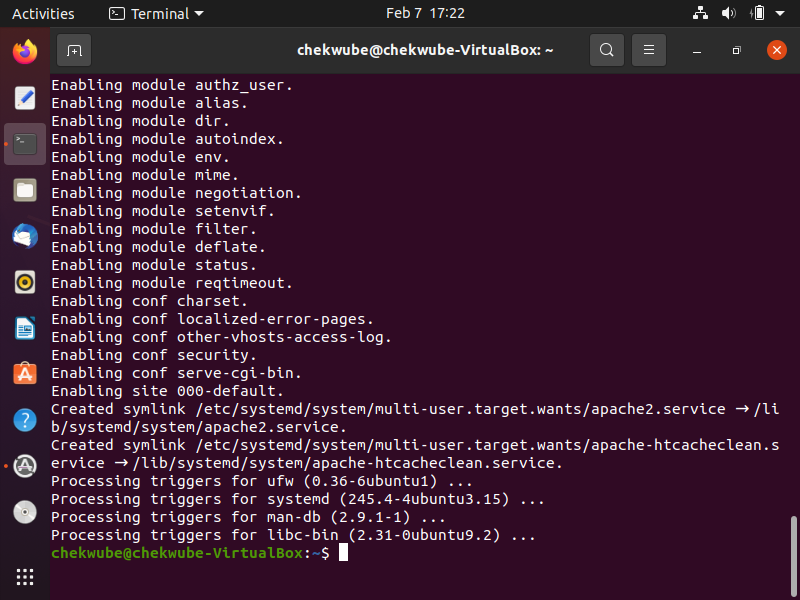 Activities
Terminal
Feb 7 17:22
chekwube@chekwube-VirtualBox: ~
Enabling module authz_user.
Enabling module alias.
Enabling module dir.
Enabling module autoindex.
Enabling module env.
Enabling module mime.
Enabling module negotiation.
Enabling module setenvif.
Enabling module filter.
Enabling module deflate.
Enabling module status.
Enabling module reqtimeout.
Enabling conf charset.
Enabling conf localized-error-pages.
Enabling conf other-vhosts-access-log.
Enabling conf security.
Enabling conf serve-cgi-bin.
Enabling site 000-default.
Created symlink /etc/systemd/system/multi-user.target.wants/apache2.service → /li
b/systemd/system/apache2.service.
Created symlink /etc/systemd/system/multi-user.target.wants/apache-htcacheclean.s
ervice → /lib/systemd/system/apache-htcacheclean.service.
Processing triggers for ufw (0.36-6ubuntu1) ...
Processing triggers for systemd (245.4-4ubuntu3.15) ...
Processing triggers for man-db (2.9.1-1) ...
Processing triggers for libc-bin (2.31-0ubuntu9.2) ...
chekwube@chekwube-VirtualBox:~$